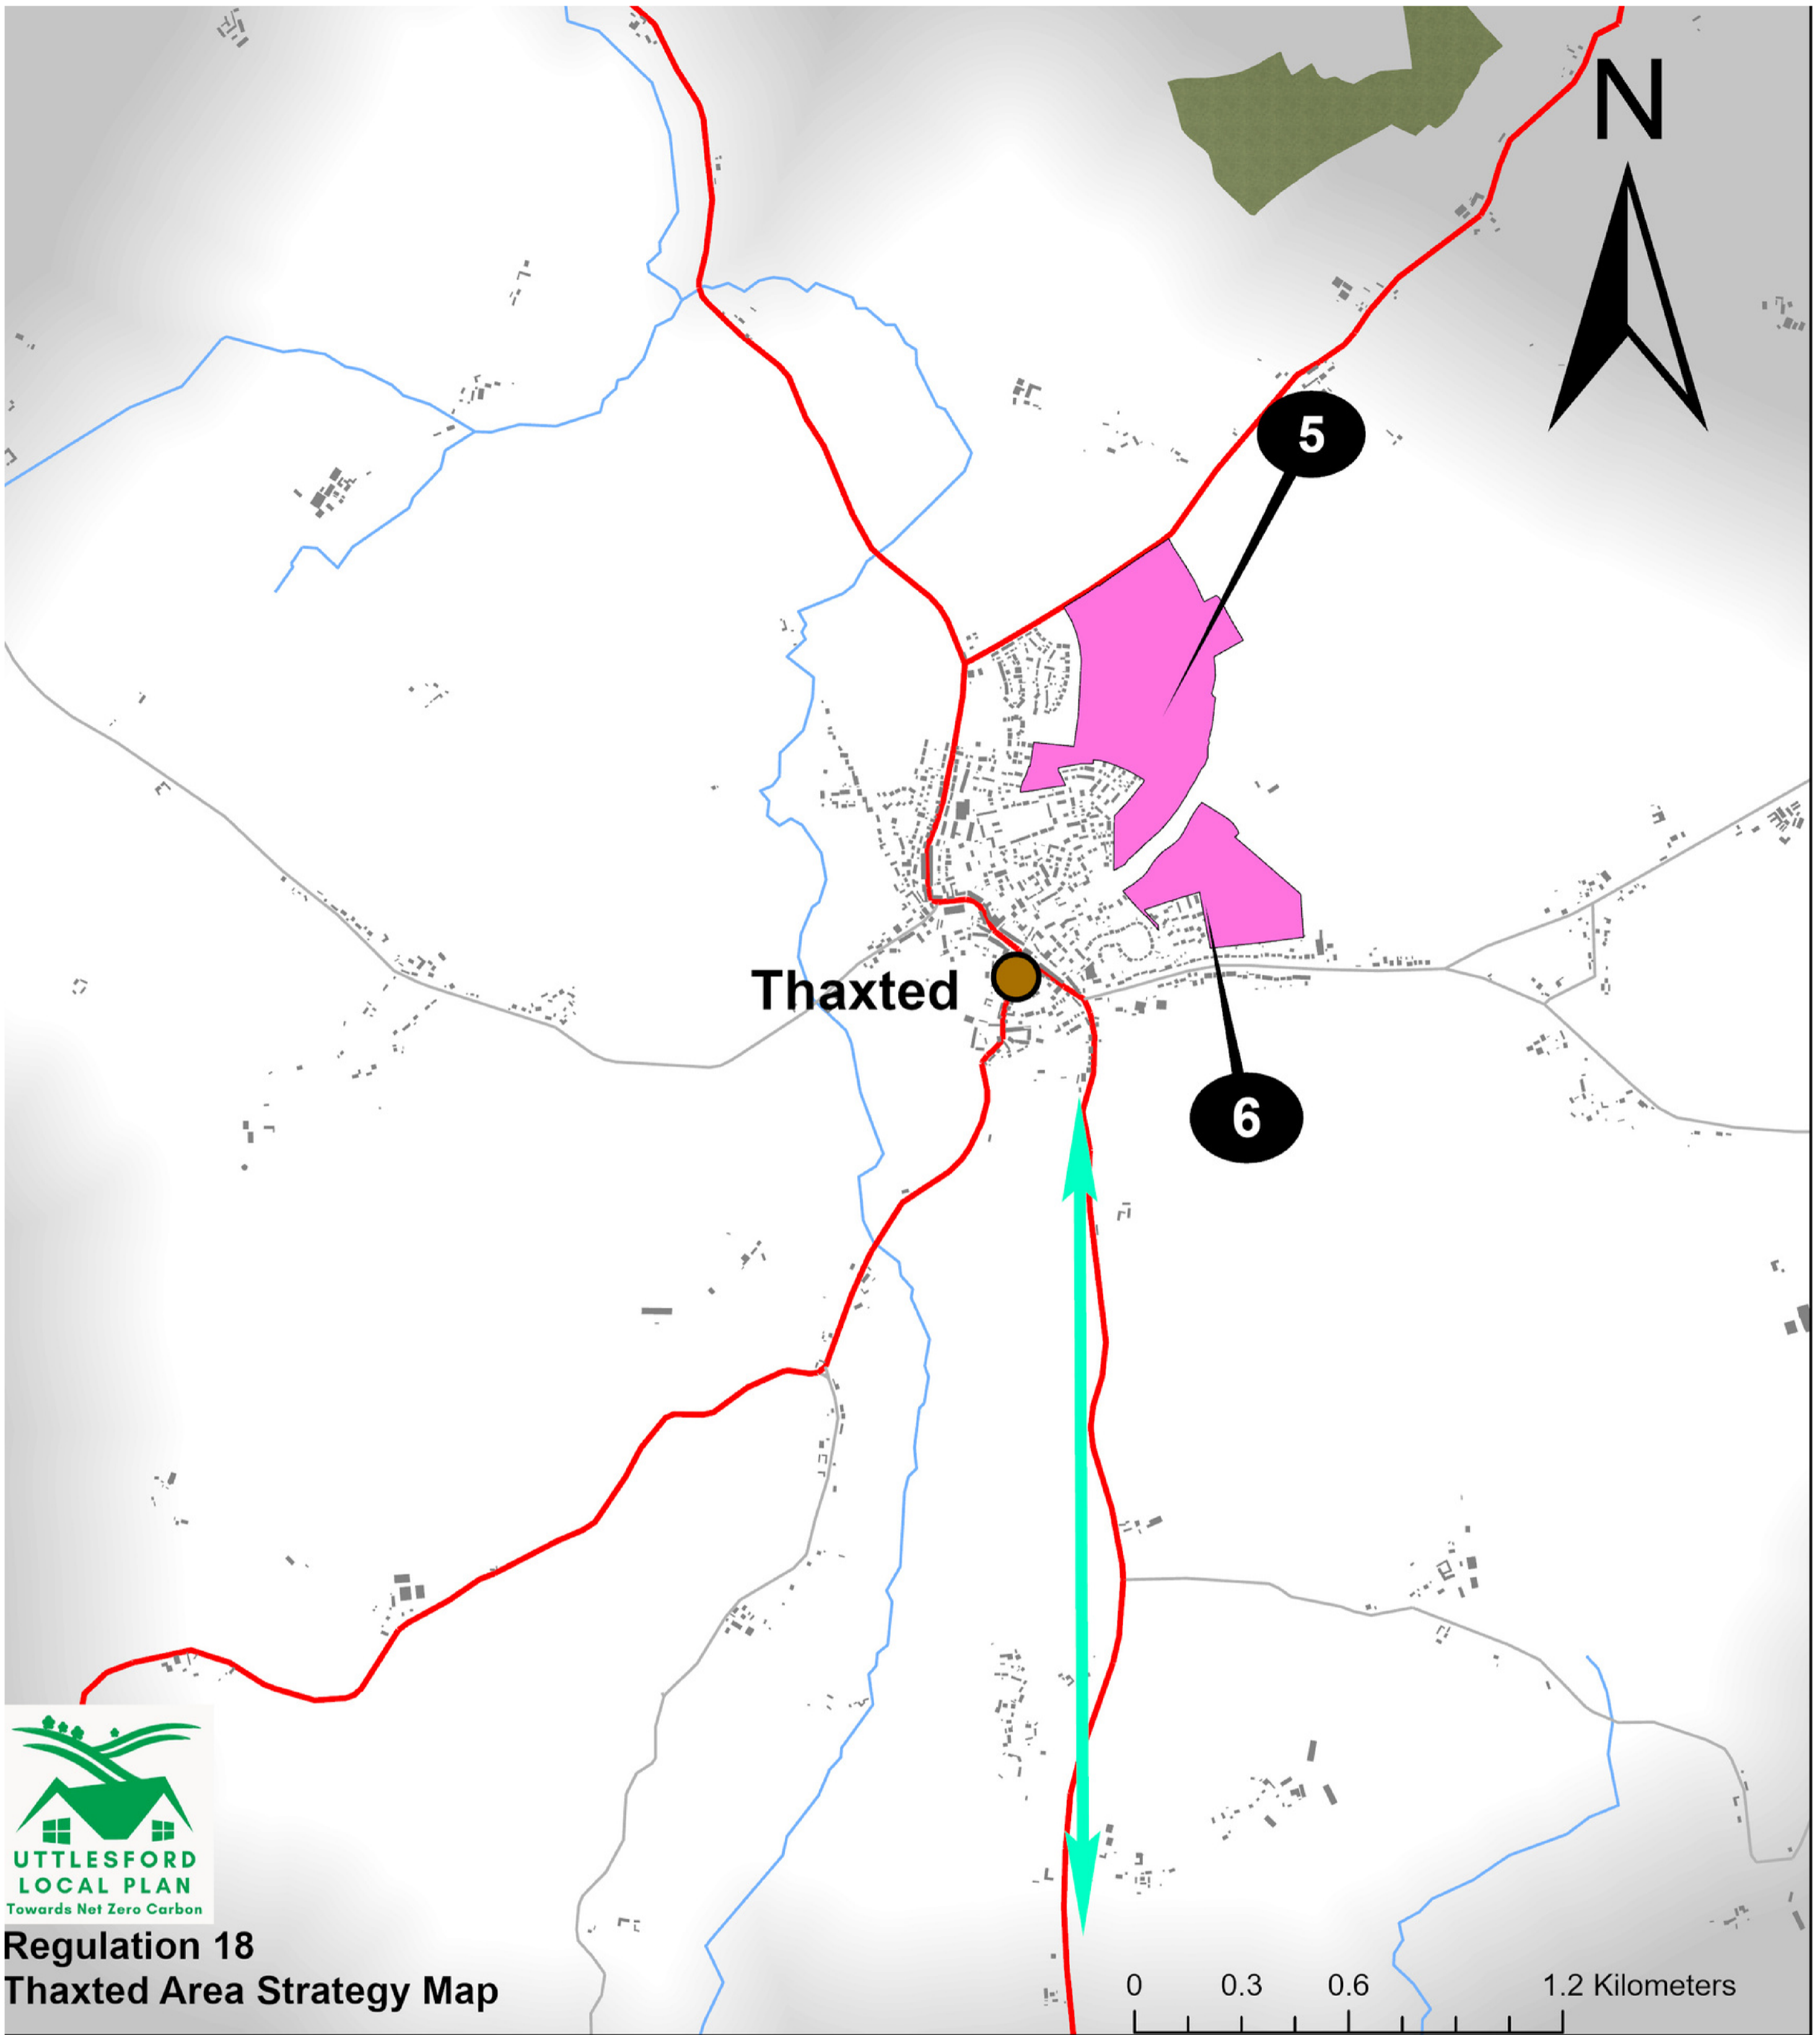 N
5
Thaxted
6
UTTLESFORD
LOCAL PLAN
Towards Net Zero Carbon
Regulation 18
Thaxted Area Strategy Map
0 0.3 0.6 1.2 Kilometers